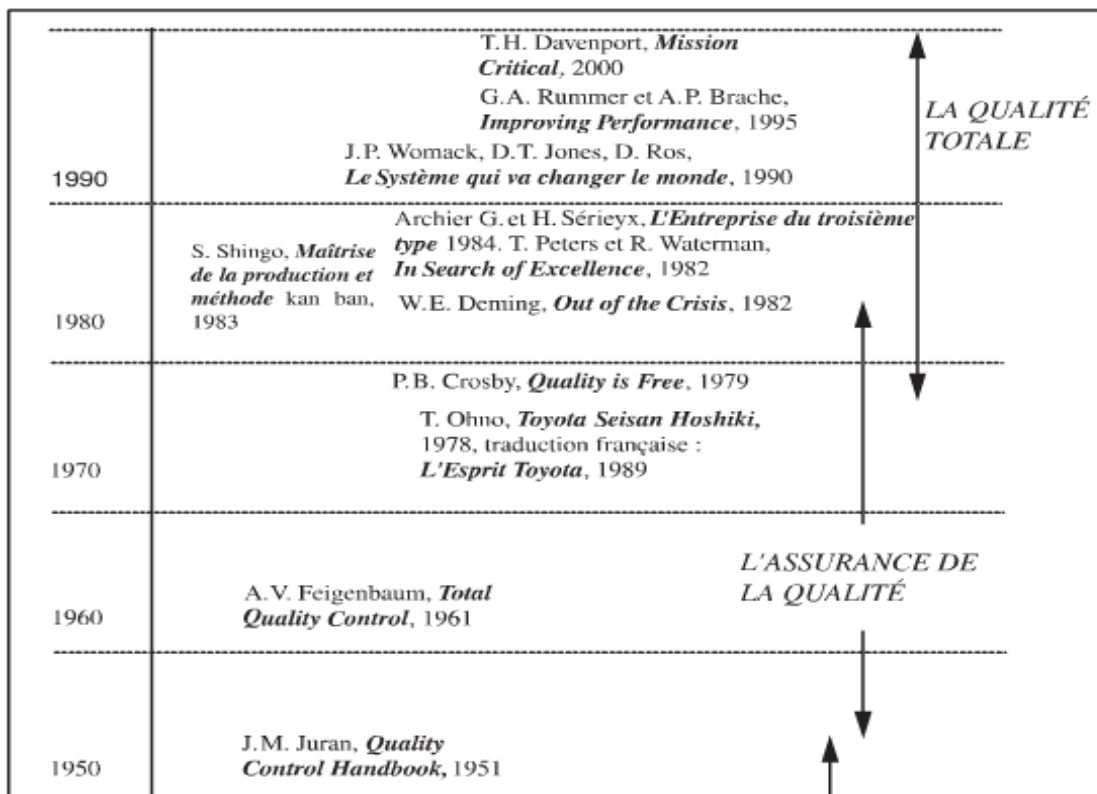 T.H. Davenport, Mission
Critical, 2000
G.A. Rummer et A.P. Brache,
Improving Performance, 1995
LA QUALITÉ
TOTALE
J.P. Womack, D.T. Jones, D. Ros,
Le Système qui va changer le monde, 1990
1990
Archier G. et H. Sérieyx, L'Entreprise du troisième
type 1984. T. Peters et R. Waterman,
In Search of Excellence, 1982
S. Shingo, Maîtrise
de la production et
méthode kan ban,
1983
W.E. Deming, Out of the Crisis, 1982
1980
P.B. Crosby, Quality is Free, 1979
T. Ohno, Toyota Seisan Hoshiki,
1978, traduction française :
L'Esprit Toyota, 1989
1970
L'ASSURANCE DE
LA QUALITÉ
A.V. Feigenbaum, Total
Quality Control, 1961
1960
J.M. Juran, Quality
Control Handbook, 1951
1950